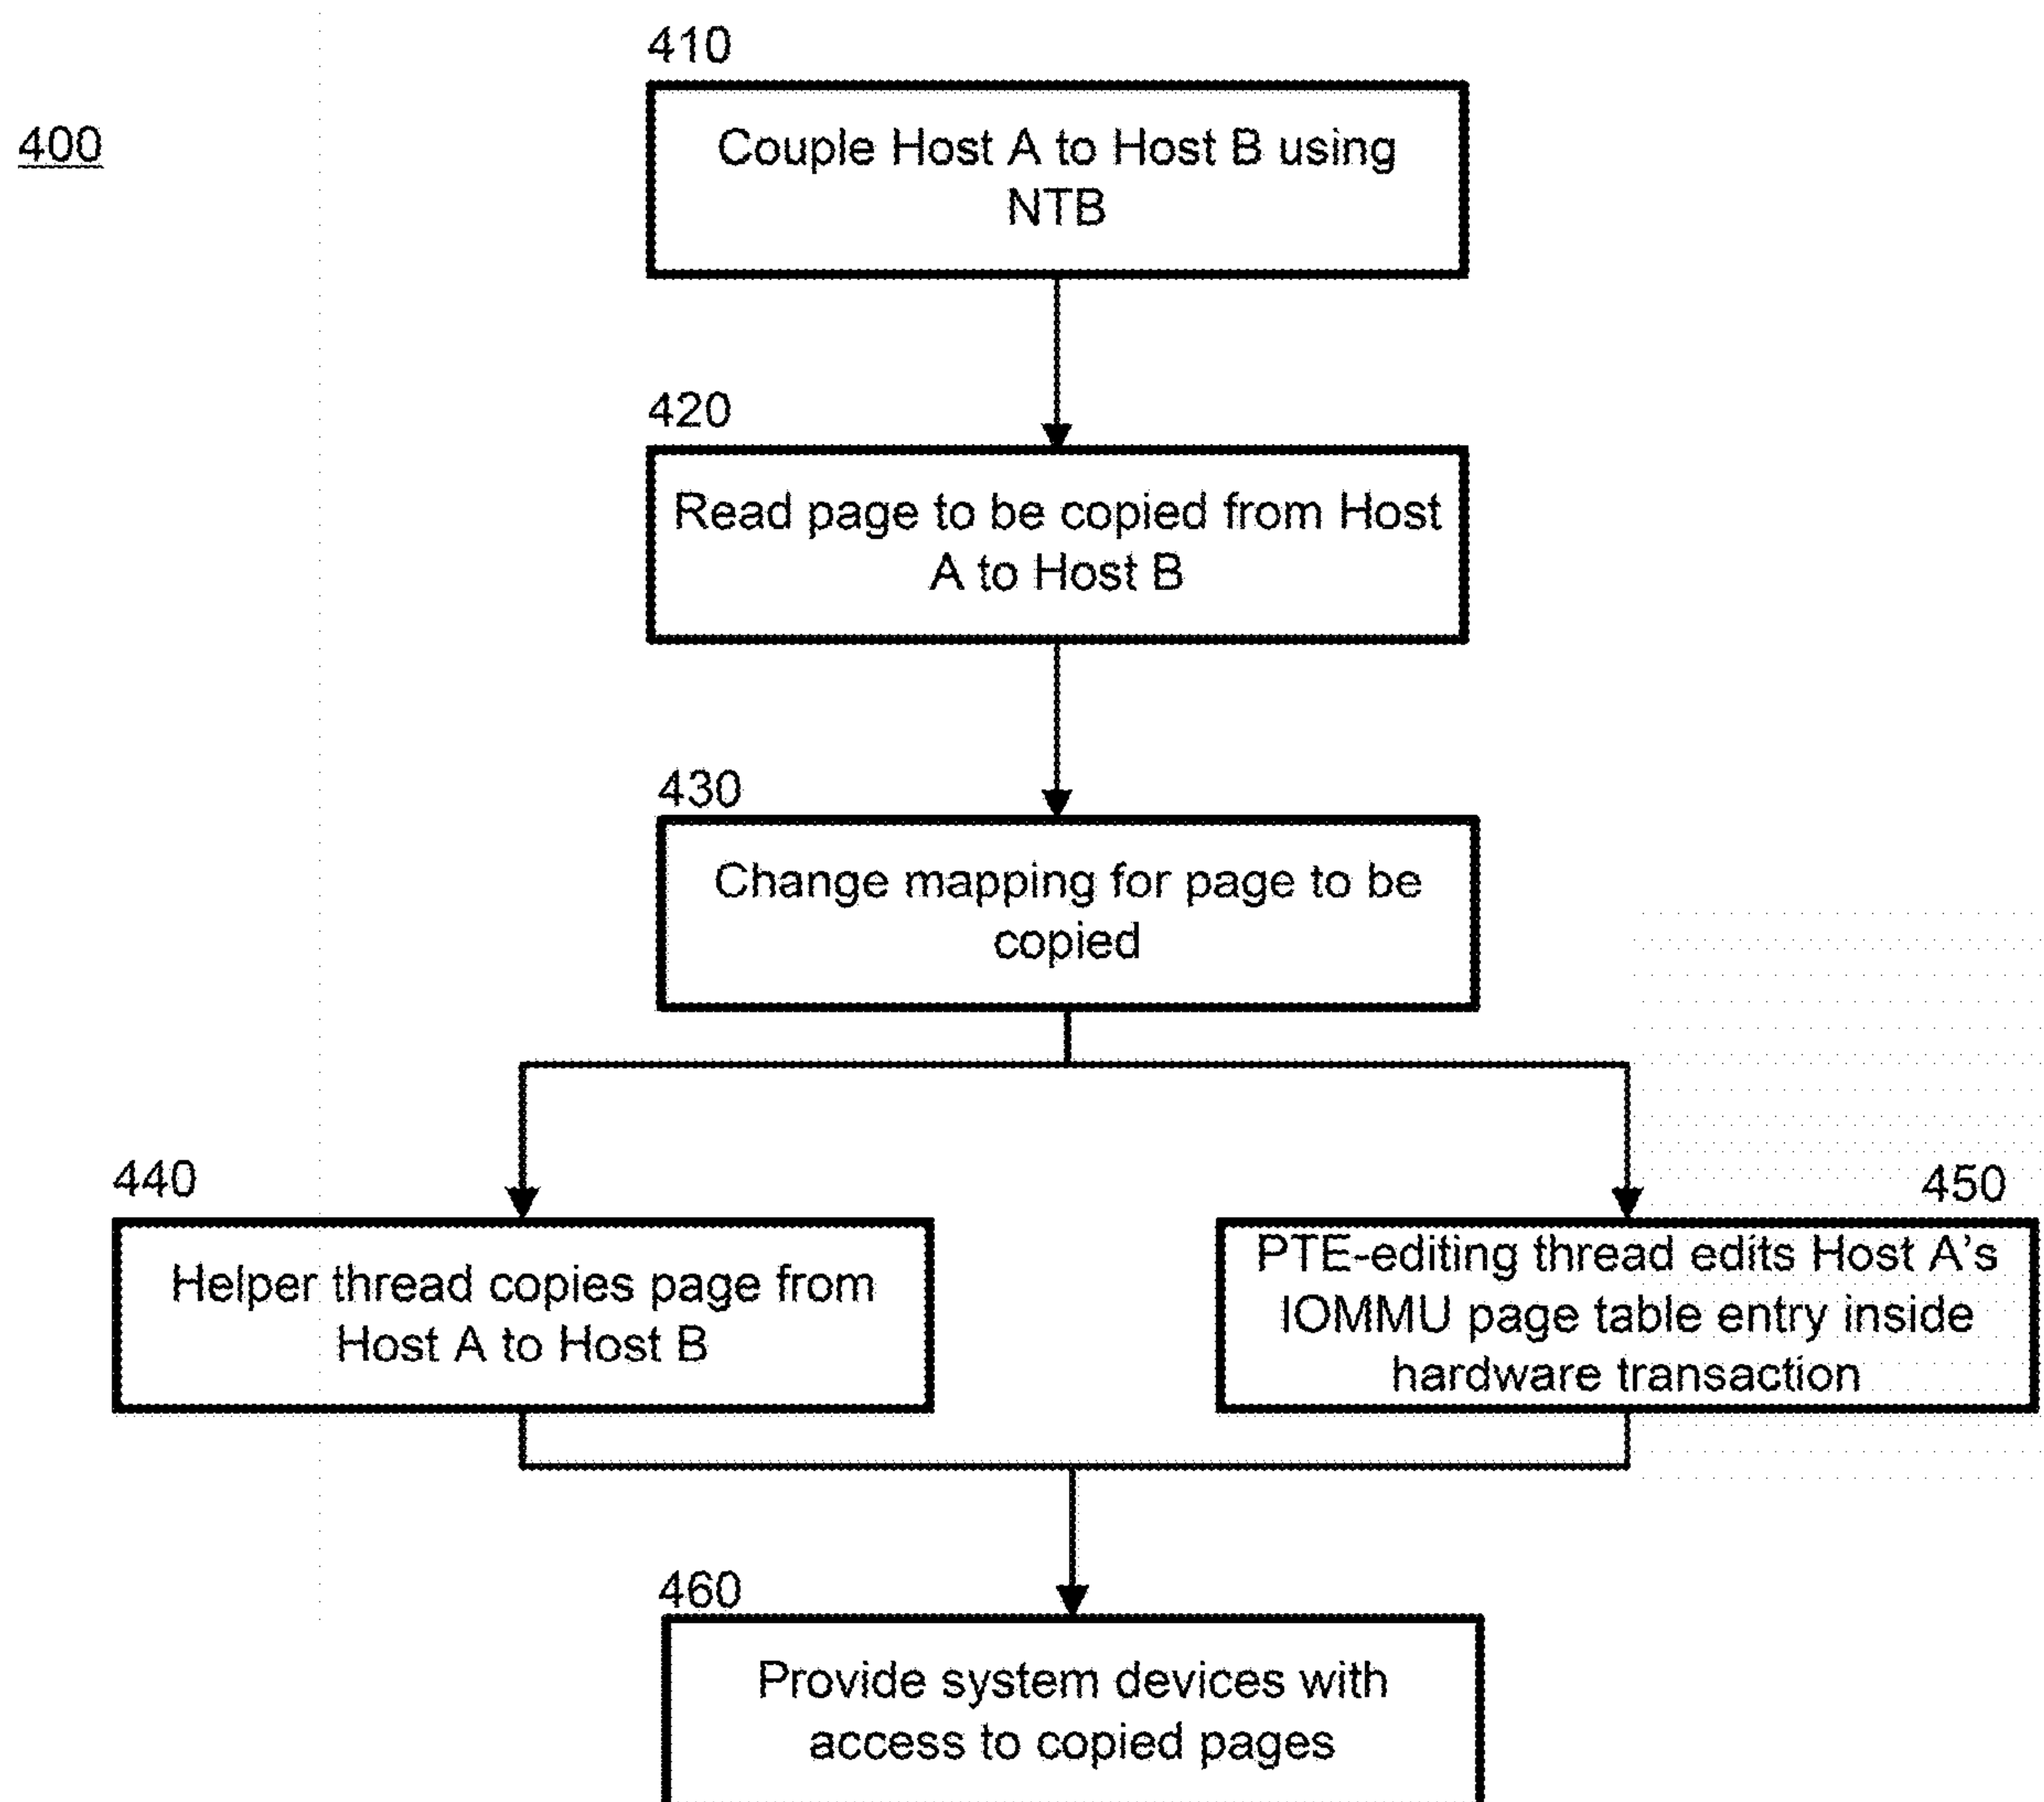 400
410
Couple Host A to Host B using
NTB
420
Read page to be copied from Host
A to Host B
430
Change mapping for page to be
copied
440
Helper thread copies page from
Host A to Host B
450
PTE-editing thread edits Host A's
IOMMU page table entry inside
hardware transaction
460
Provide system devices with
access to copied pages